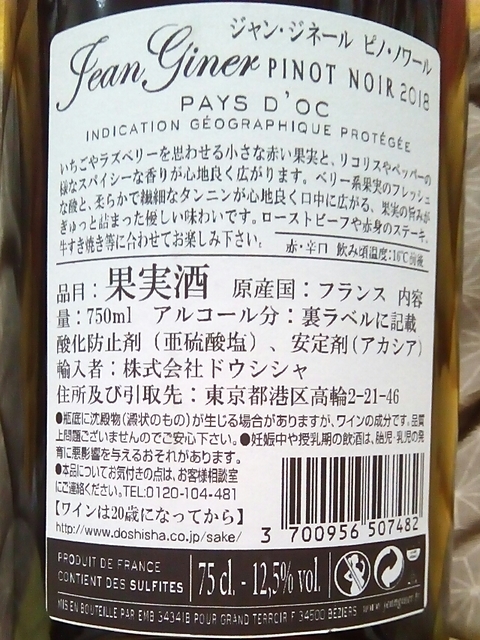 ジャン・ジネール ピノ・ノワール
Jean Giner PINOT NOIR 2018
PAYS D'OC
INDICATION GÉOGRAPHIQUE PROTÉGÉE
いちごやラズベリーを思わせる小さな赤い果実と、リコリスやペッパーの
様なスパイシーな香りが心地良く広がります。ベリー系果実のフレッシュ
な酸と、柔らかで繊細なタンニンが心地良く口中に広がる、果実の旨みが
ぎゅっと詰まった優しい味わいです。ローストビーフや赤身のステーキ、
牛すき焼き等に合わせてお楽しみ下さい。
赤・辛口 飲み頃温度:16℃前後
品目:果実酒 原産国:フランス 内容
量:750ml アルコール分:裏ラベルに記載
酸化防止剤(亜硫酸塩)、安定剤(アカシア)
輸入者:株式会社ドウシシャ
住所及び引取先:東京都港区高輪2-21-46
●瓶底に沈殿物(澱状のもの)が生じる場合がありますが、ワインの成分です。品質
上問題ございませんのでご安心下さい。●妊娠中や授乳期の飲酒は、胎児・乳児の発
育に悪影響を与えるおそれがあります。
●本品についてお気付きの点は、お客様相談室
にご連絡ください。TEL:0120-104-481
【ワインは20歳になってから】
http://www.doshisha.co.jp/sake/
3 700956 507482
PRODUIT DE FRANCE
CONTIENT DES SULFITES
75 cl. - 12,5% vol.
MIS EN BOUTEILLE PAR EMB 34341B POUR GRAND TERROIR F 34500 BÉZIERS